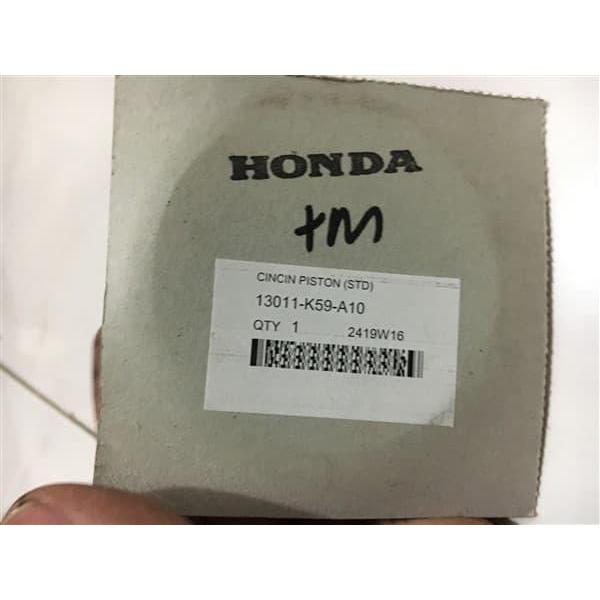 HONDA
CINCIN PISTON (STD)
13011-K59-A10
QTY 1 2419W16